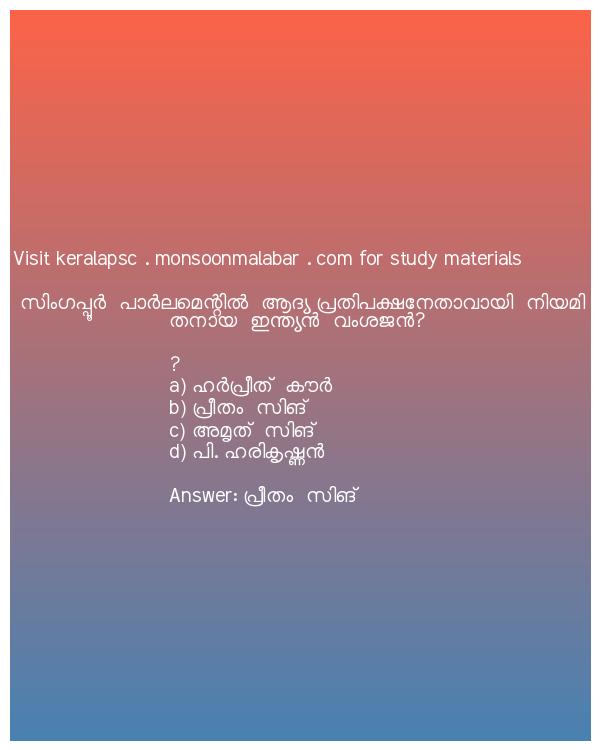 Visit keralapsc . monsoonmalabar . com for study materials
സിംഗപ്പൂർ പാർലമെന്റിൽ ആദ്യ പ്രതിപക്ഷനേതാവായി നിയമി
തനായ ഇന്ത്യൻ വംശജൻ?
?
a) ഹർപ്രീത് കൗർ
b) പ്രീതം സിങ്
c) അമൃത് സിങ്
d) പി. ഹരികൃഷ്ണൻ
Answer: പ്രീതം സിങ്